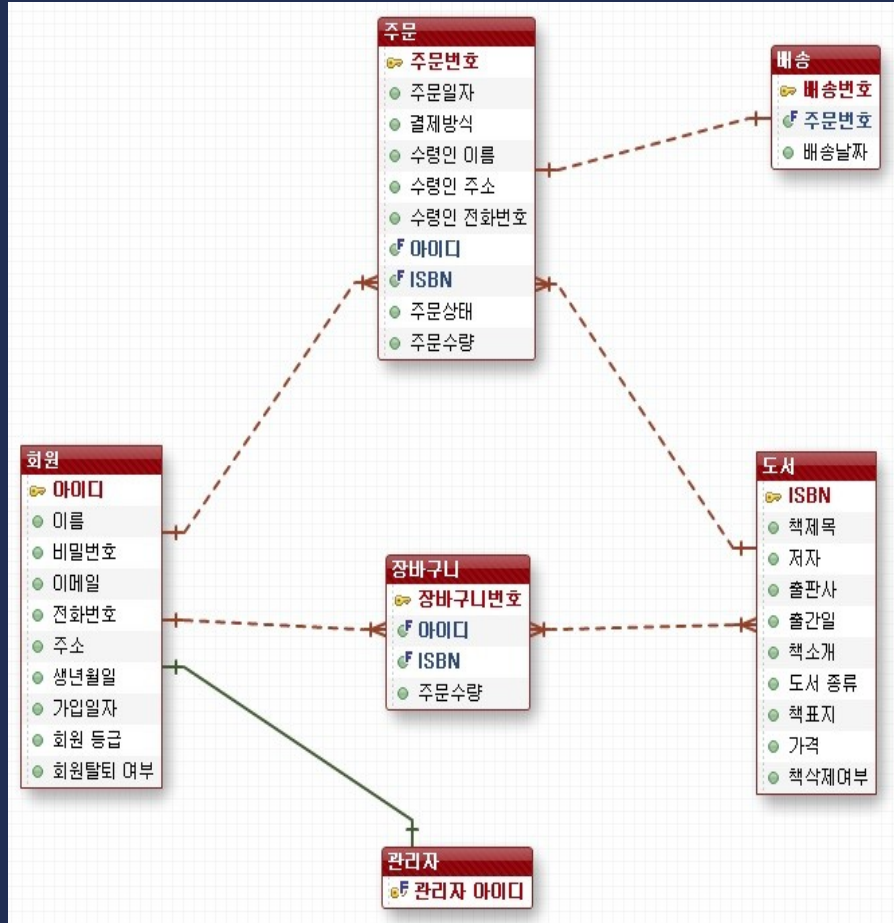 주문
주문번호
주문일자
결제방식
수령인 이름
수령인 주소
수령인 전화번호
아이디
ISBN
주문상태
주문수량
배송
배송번호
주문번호
배송날짜
회원
아이디
이름
비밀번호
이메일
전화번호
주소
생년월일
가입일자
회원 등급
회원탈퇴 여부
장바구니
장바구니번호
아이디
ISBN
주문수량
도서
ISBN
책제목
저자
출판사
출간일
책소개
도서 종류
책표지
가격
책삭제여부
관리자
관리자 아이디